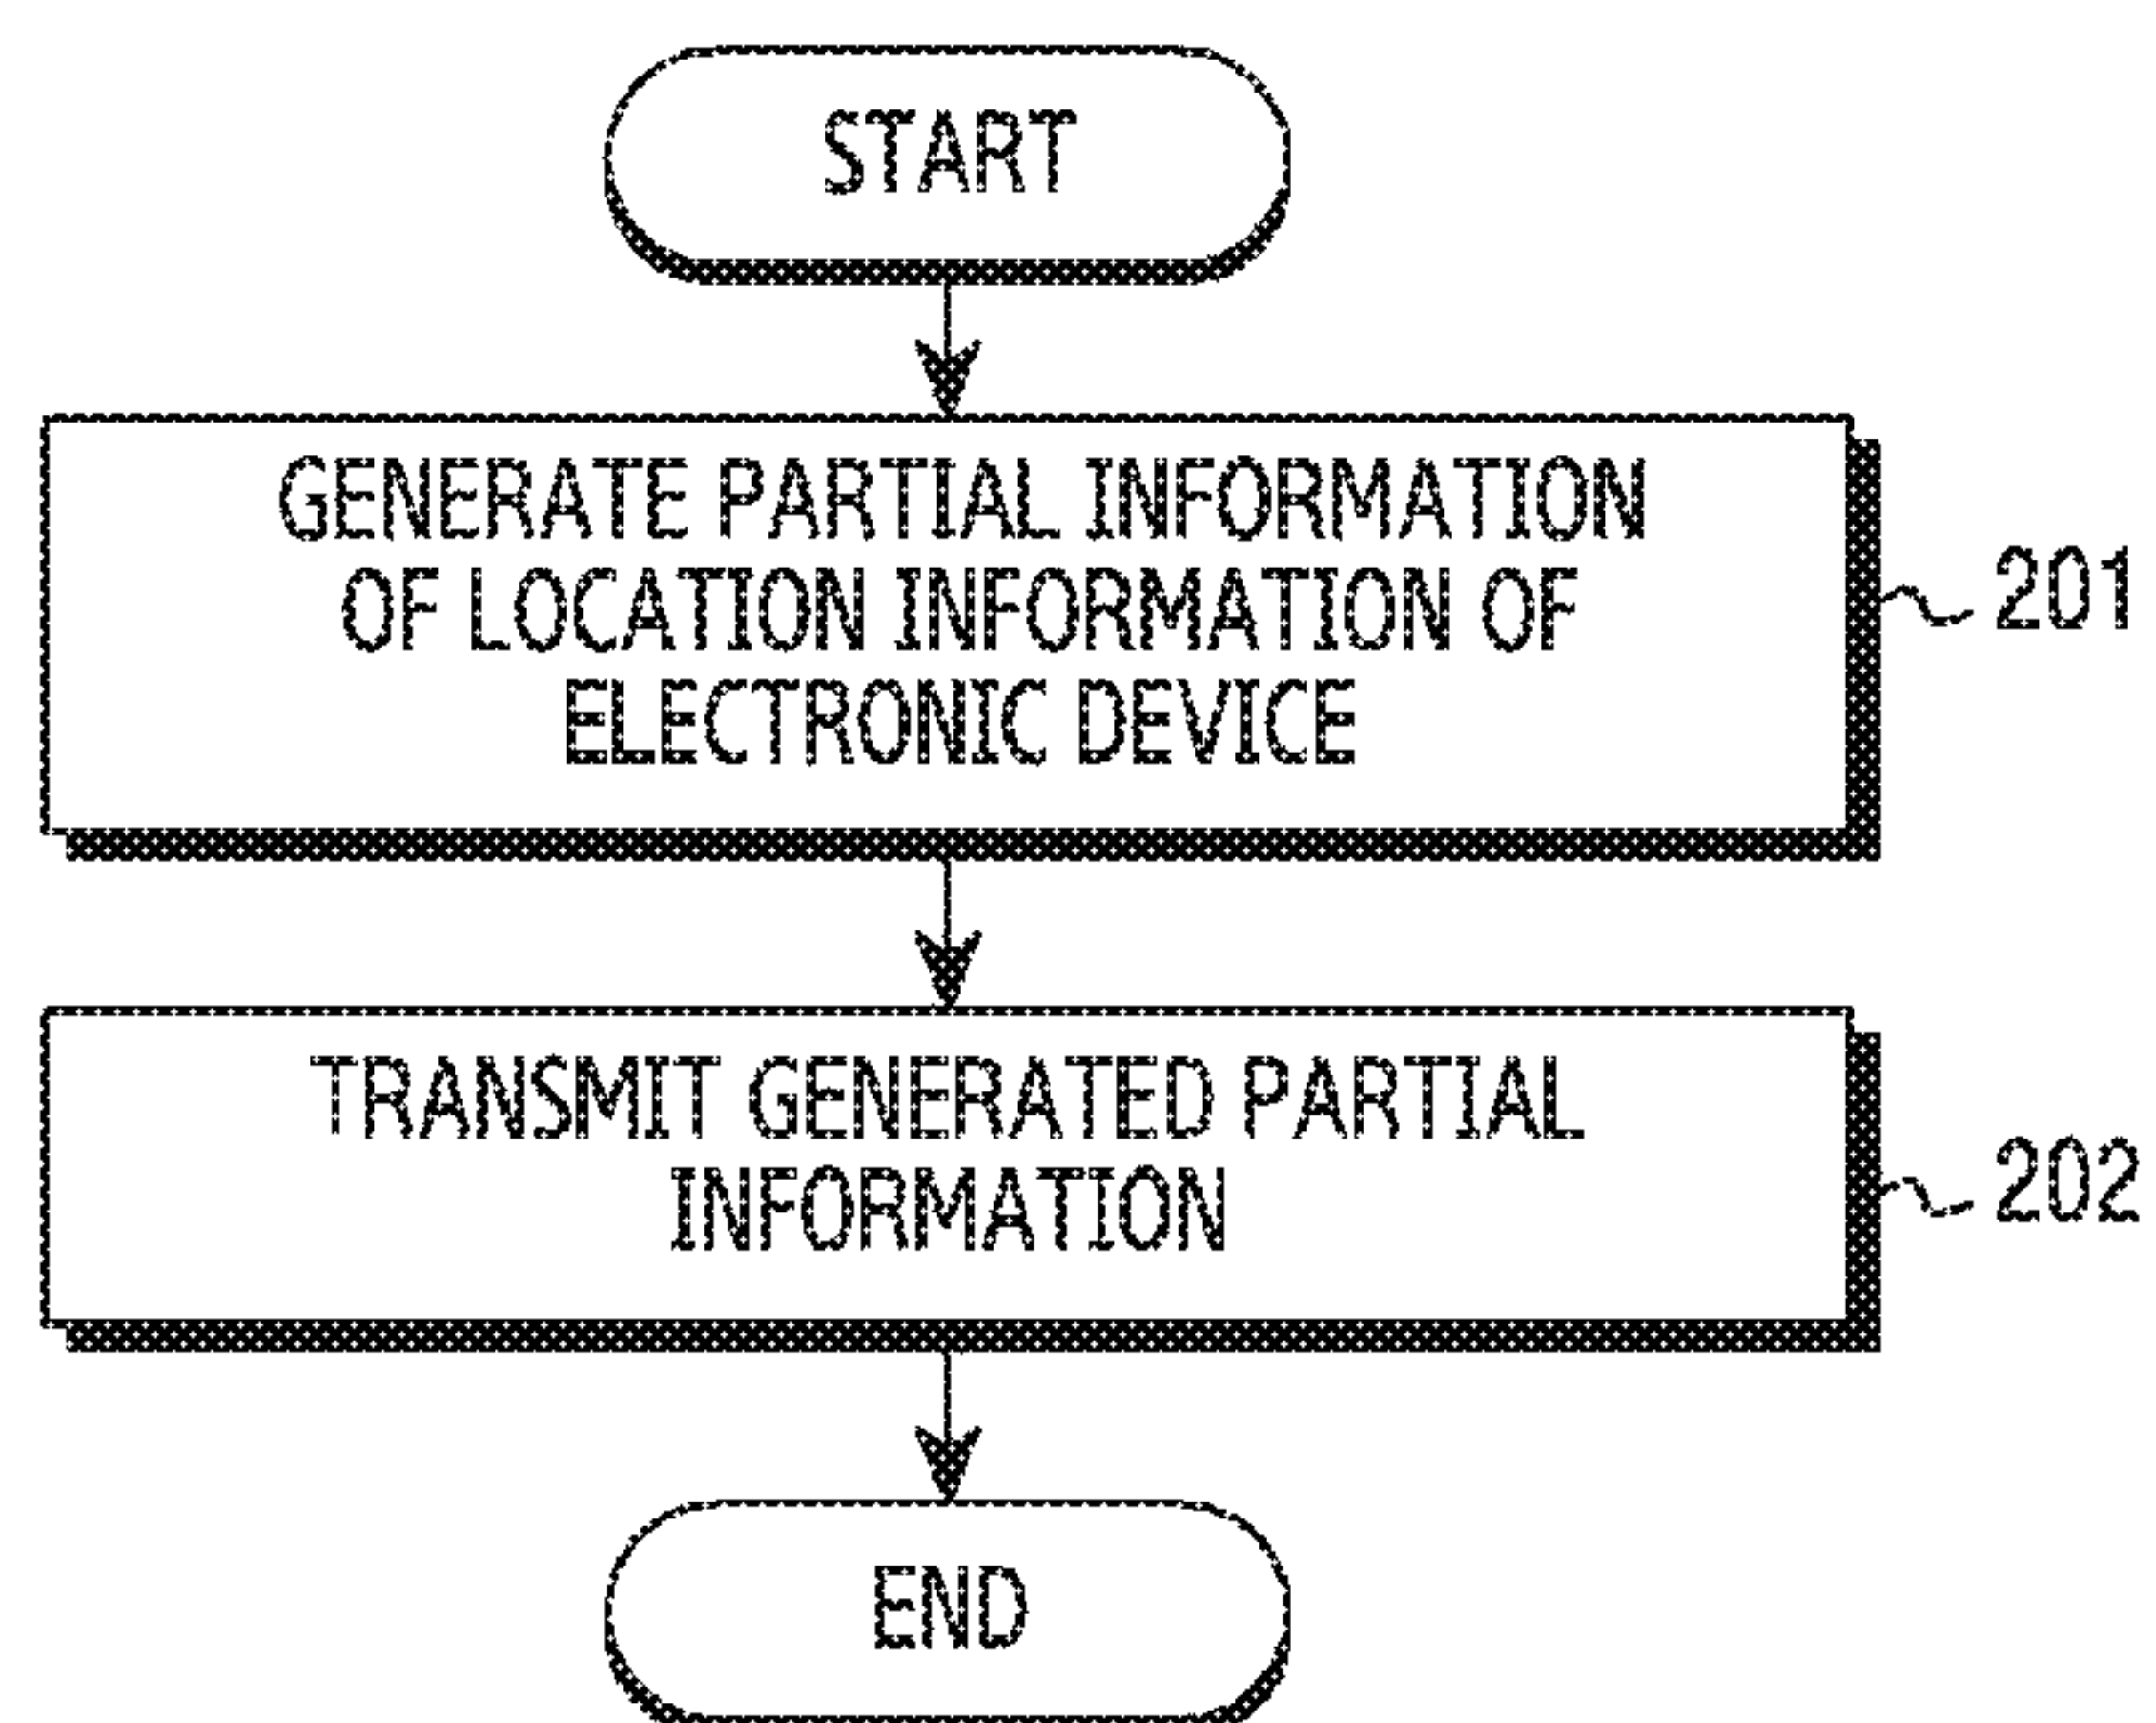 START
GENERATE PARTIAL INFORMATION
OF LOCATION INFORMATION OF
ELECTRONIC DEVICE
201
TRANSMIT GENERATED PARTIAL
INFORMATION
202
END